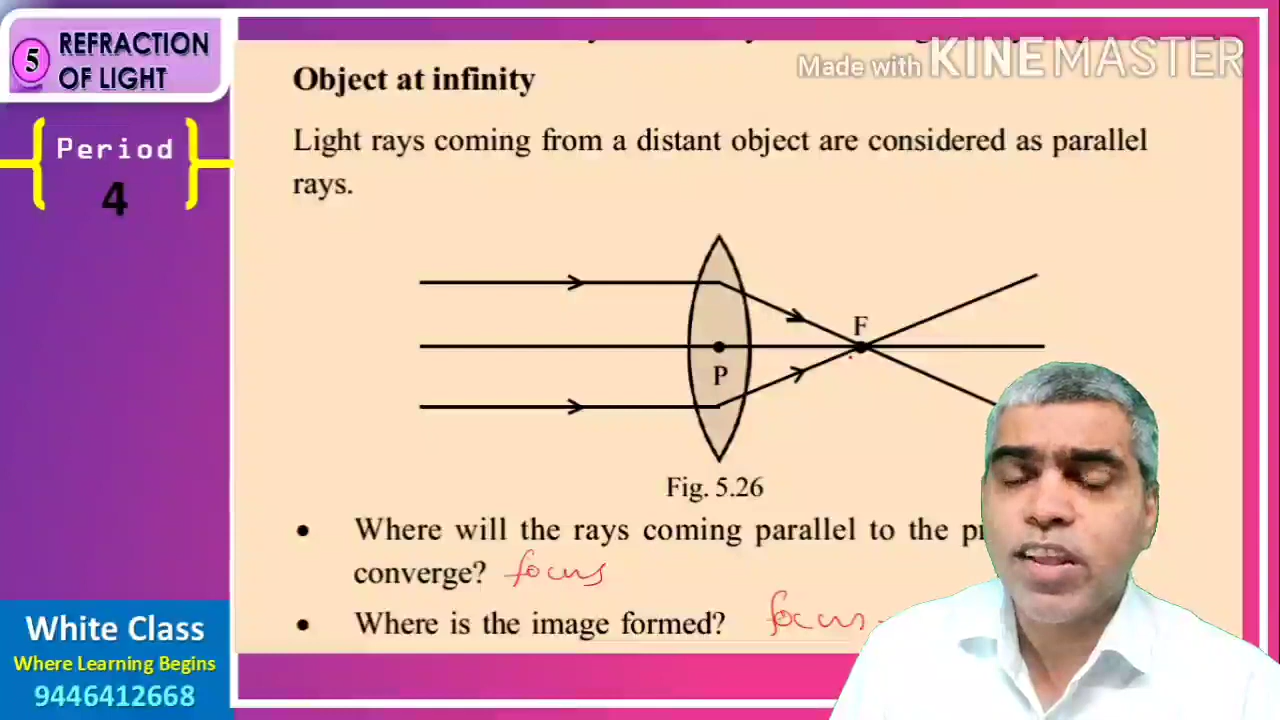 5 REFRACTION
OF LIGHT
Period
4
White Class
Where Learning Begins
9446412668
Made with KINEMASTER
Object at infinity
Light rays coming from a distant object are considered as parallel
rays.
F
P
Fig. 5.26
• Where will the rays coming parallel to the
converge? focus
• Where is the image formed? focus